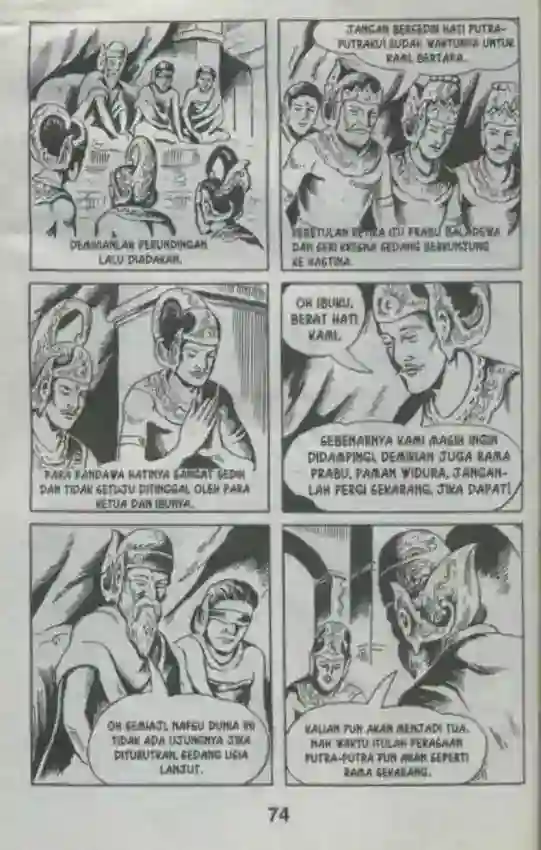 DEMIKIANLAH PERUNDINGAN
LALU DIADAKAN.
JANGAN BERSEDIH HATI PUTRA-
PUTRAKU! SUDAH WAKTUNYA UNTUK
KAMI, BERTAPA.
KEBETULAN KETIKA ITU PRABU BALADEWA
DAN SERI KRISNA SEDANG BERKUNJUNG
KE HASTINA.
PARA PANDAWA HATINYA SANGAT SEDIH
DAN TIDAK SETUJU DITINGGAL OLEH PARA
KETUA DAN IBUNYA.
OH IBUKU,
BERAT HATI
KAMI.
SEBENARNYA KAMI MASIH INGIN
DIDAMPINGI, DEMIKIAN JUGA RAMA
PRABU, PAMAN WIDURA, JANGAN-
LAH PERGI SEKARANG, JIKA DAPAT!
OH SEMIAJI, NAFSU DUNIA INI
TIDAK ADA UJUNGNYA JIKA
DITURUTKAN, SEDANG USIA
LANJUT.
KALIAN PUN AKAN MENJADI TUA.
NAH WAKTU ITULAH PERASAAN
PUTRA-PUTRA PUN AKAN SEPERTI
RAMA SEKARANG.
74